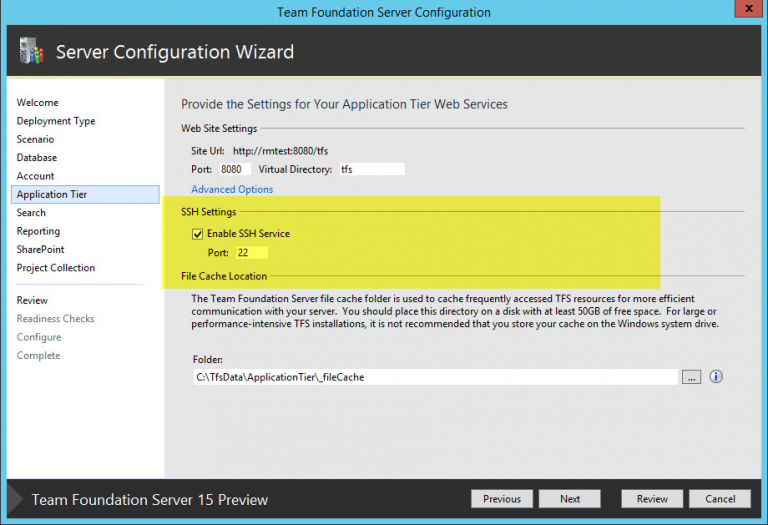 Team Foundation Server Configuration
x
Server Configuration Wizard
Welcome
Deployment Type
Scenario
Database
Account
Application Tier
Search
Reporting
SharePoint
Project Collection
Review
Readiness Checks
Configure
Complete
Provide the Settings for Your Application Tier Web Services
Web Site Settings
Site Url: http://rmtest:8080/tfs
Port: 8080 Virtual Directory: tfs
Advanced Options
SSH Settings
Enable SSH Service
Port: 22
File Cache Location
The Team Foundation Server file cache folder is used to cache frequently accessed TFS resources for more efficient
communication with your server. You should place this directory on a disk with at least 50GB of free space. For large or
performance-intensive TFS installations, it is not recommended that you store your cache on the Windows system drive.
Folder:
C:\TfsData\ApplicationTier\_fileCache
...
i
Team Foundation Server 15 Preview
Previous Next Review Cancel